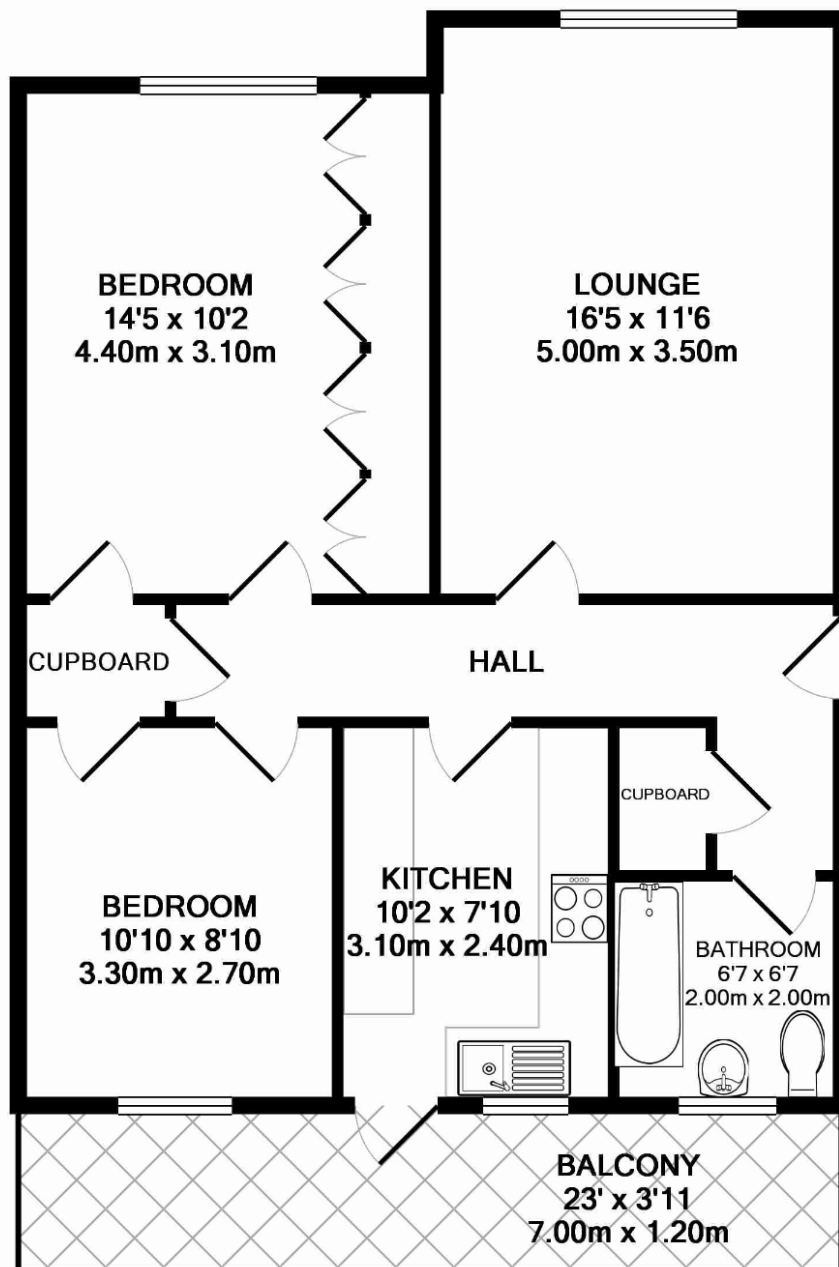 BEDROOM
14'5 x 10'2
4.40m x 3.10m
LOUNGE
16'5 x 11'6
5.00m x 3.50m
CUPBOARD
HALL
CUPBOARD
BEDROOM
10'10 x 8'10
3.30m x 2.70m
KITCHEN
10'2 x 7'10
3.10m x 2.40m
BATHROOM
6'7 x 6'7
2.00m x 2.00m
BALCONY
23' x 3'11
7.00m x 1.20m